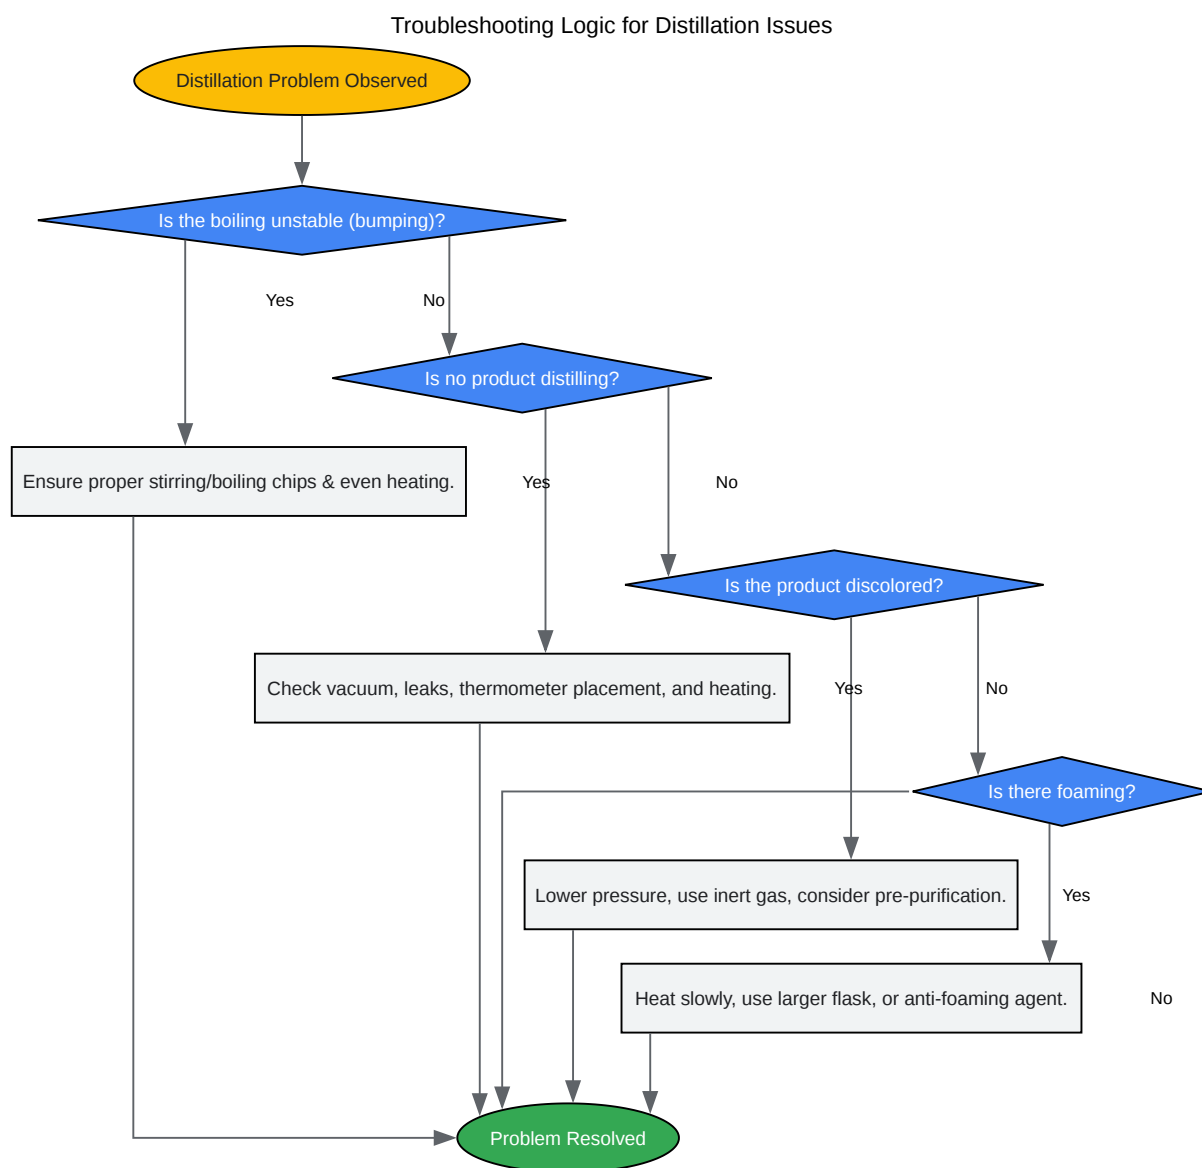 Troubleshooting Logic for Distillation Issues
Distillation Problem Observed
Is the boiling unstable (bumping)?
Yes
No
Is no product distilling?
Ensure proper stirring/boiling chips & even heating.
Yes
No
Is the product discolored?
Check vacuum, leaks, thermometer placement, and heating.
Yes
No
Is there foaming?
Lower pressure, use inert gas, consider pre-purification.
Yes
Heat slowly, use larger flask, or anti-foaming agent.
No
Problem Resolved